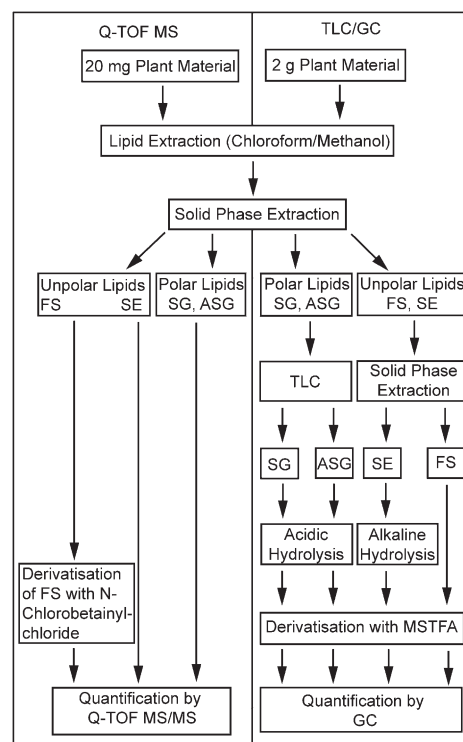 Q-TOF MS
TLC/GC
20 mg Plant Material
2 g Plant Material
Lipid Extraction (Chloroform/Methanol)
Solid Phase Extraction
Unpolar Lipids
FS SE
Polar Lipids
SG, ASG
Polar Lipids
SG, ASG
Unpolar Lipids
FS, SE
TLC
Solid Phase
Extraction
SG
ASG
SE
FS
Acidic
Hydrolysis
Alkaline
Hydrolysis
Derivatisation
of FS with N-
Chlorobetainyl-
chloride
Derivatisation with MSTFA
Quantification by
Q-TOF MS/MS
Quantification by
GC